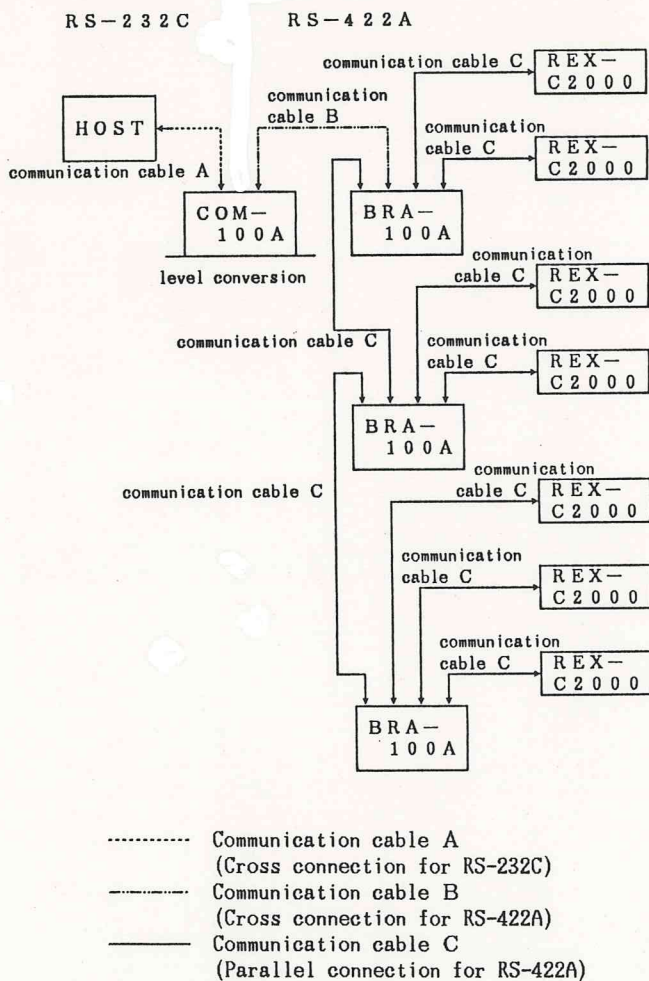 RS-232C
RS-422A
communication cable C
REX-
C2000
communication
cable B
HOST
communication
cable C
REX-
C2000
communication cable A
COM-
100A
BRA-
100A
level conversion
communication
cable C
REX-
C2000
communication cable C
communication
cable C
REX-
C2000
BRA-
100A
communication
cable C
REX-
C2000
communication cable C
communication
cable C
REX-
C2000
communication
cable C
REX-
C2000
BRA-
100A
Communication cable A
(Cross connection for RS-232C)
Communication cable B
(Cross connection for RS-422A)
Communication cable C
(Parallel connection for RS-422A)